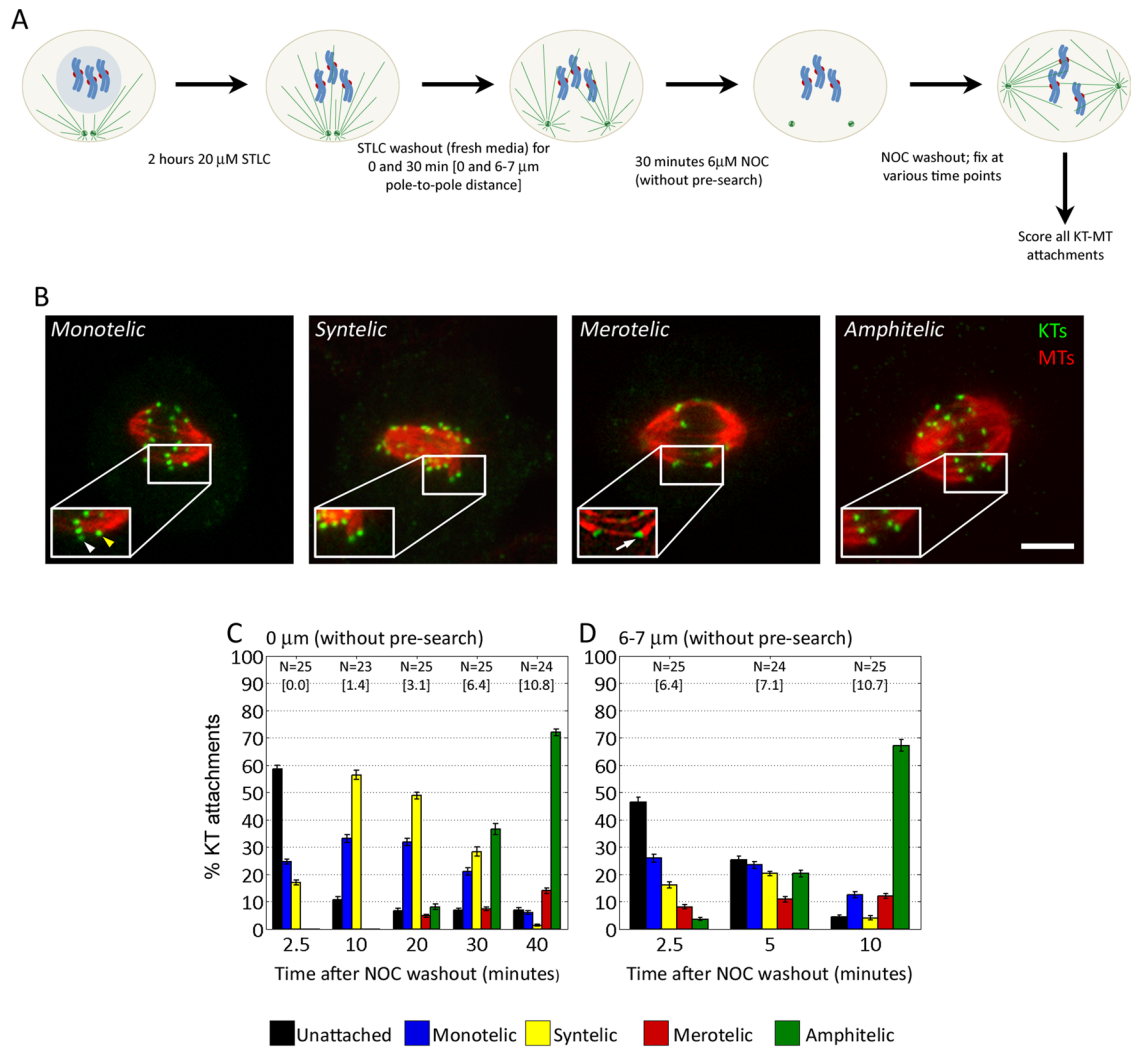 A
2 hours 20 μM STLC
STLC washout (fresh media) for
0 and 30 min [0 and 6-7 μm
pole-to-pole distance]
30 minutes 6μM NOC
(without pre-search)
NOC washout; fix at
various time points
Score all KT-MT
attachments
B
Monotelic
Syntelic
Merotelic
Amphitelic
KTs
MTs
C
0 μm (without pre-search)
% KT attachments
100
90
80
70
60
50
40
30
20
10
0
N=25
[0.0]
N=23
[1.4]
N=25
[3.1]
N=25
[6.4]
N=24
[10.8]
2.5
10
20
30
40
Time after NOC washout (minutes)
D
6-7 μm (without pre-search)
100
90
80
70
60
50
40
30
20
10
0
N=25
[6.4]
N=24
[7.1]
N=25
[10.7]
2.5
5
10
Time after NOC washout (minutes)
Unattached
Monotelic
Syntelic
Merotelic
Amphitelic